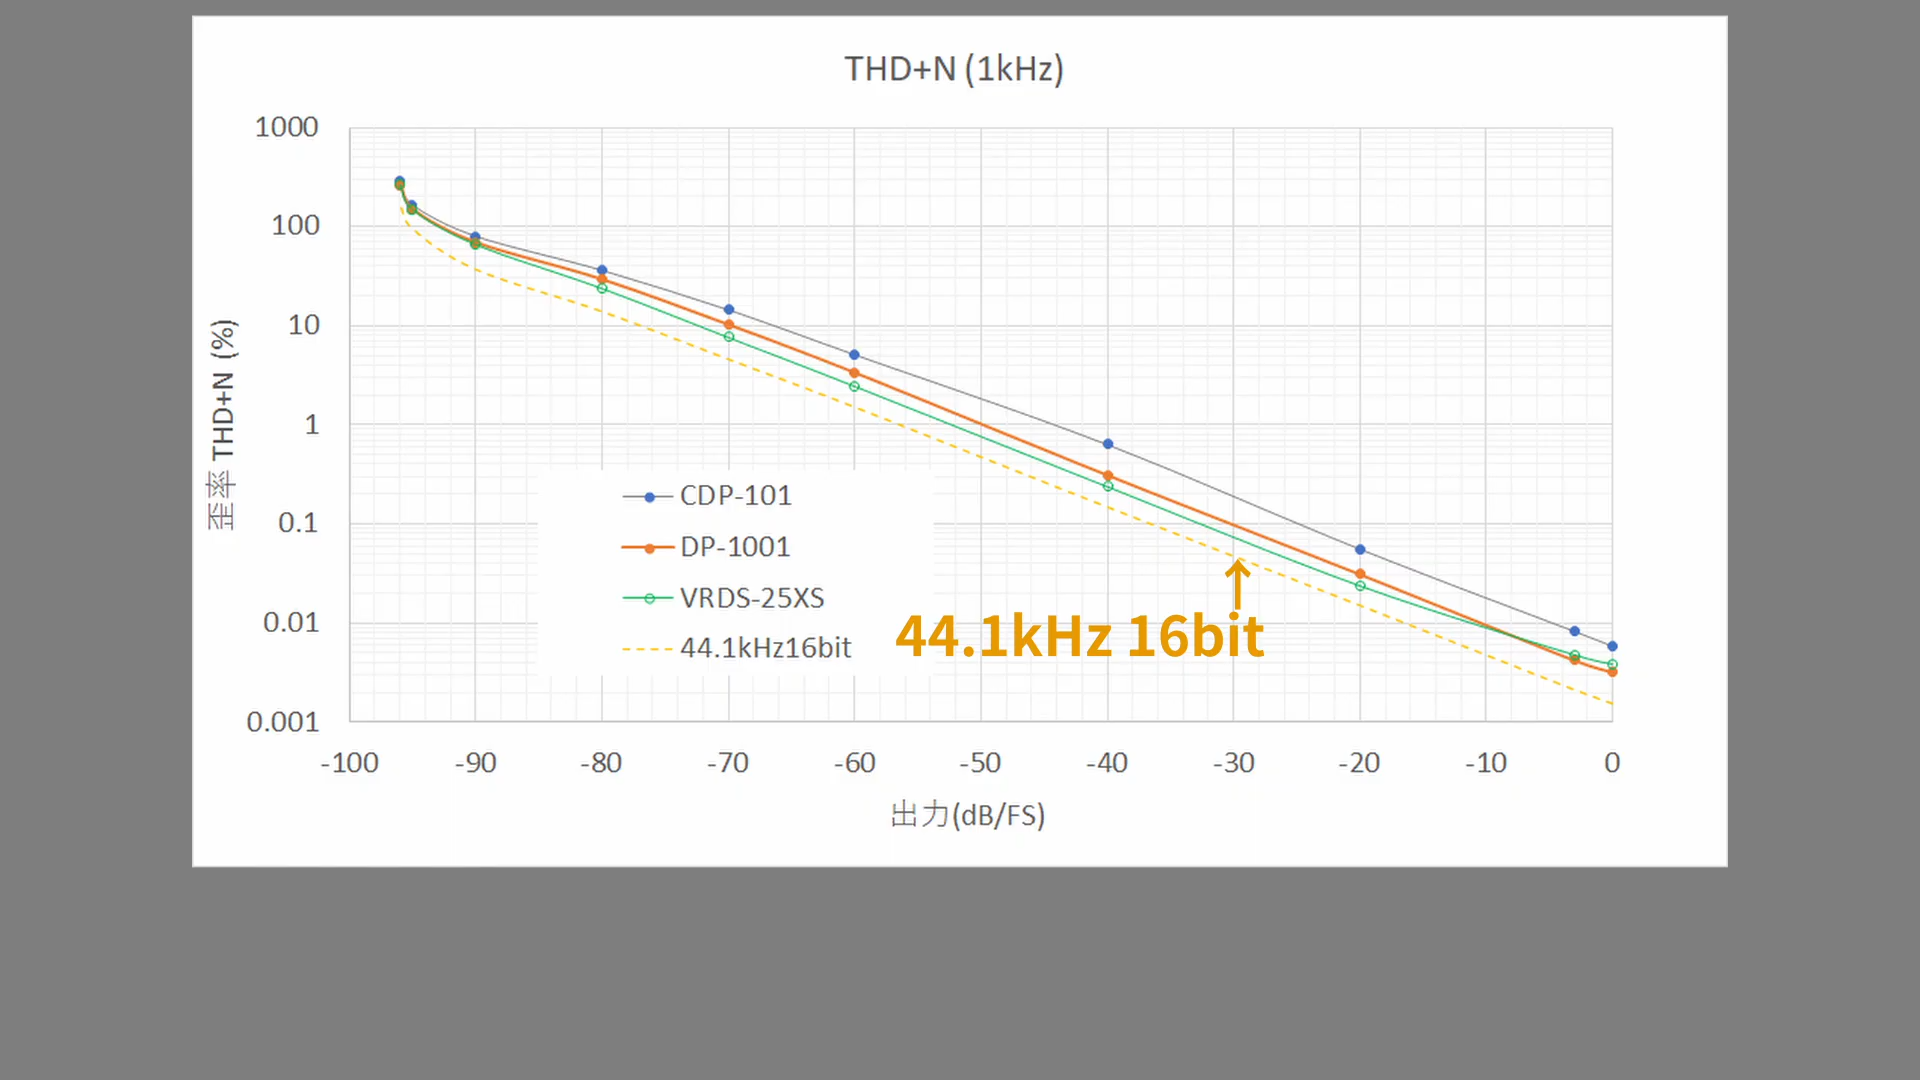 THD+N (1kHz)
1000
100
10
1
0.1
0.01
0.001
歪率 THD+N (%)
CDP-101
DP-1001
VRDS-25XS
44.1kHz16bit
44.1kHz 16bit
-100 -90 -80 -70 -60 -50 -40 -30 -20 -10 0
出力(dB/FS)